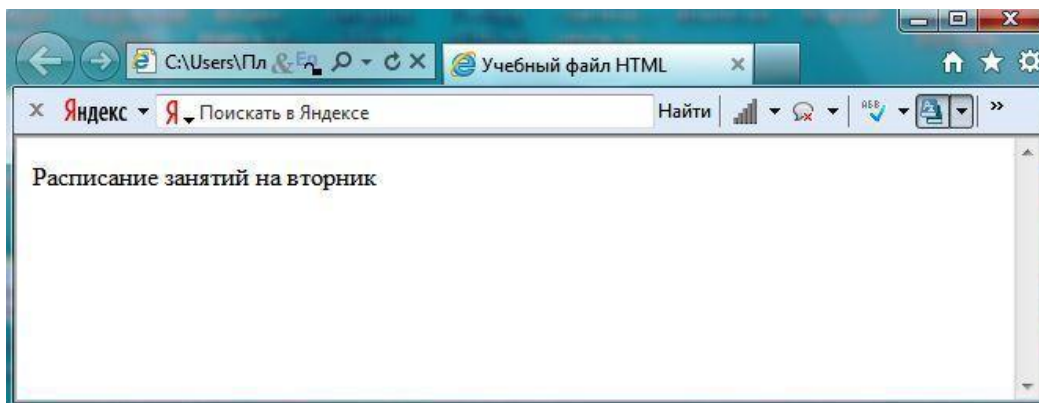 C:\Users\Пл
Учебный файл HTML
Яндекс
Я Поискать в Яндексе
Найти
Расписание занятий на вторник